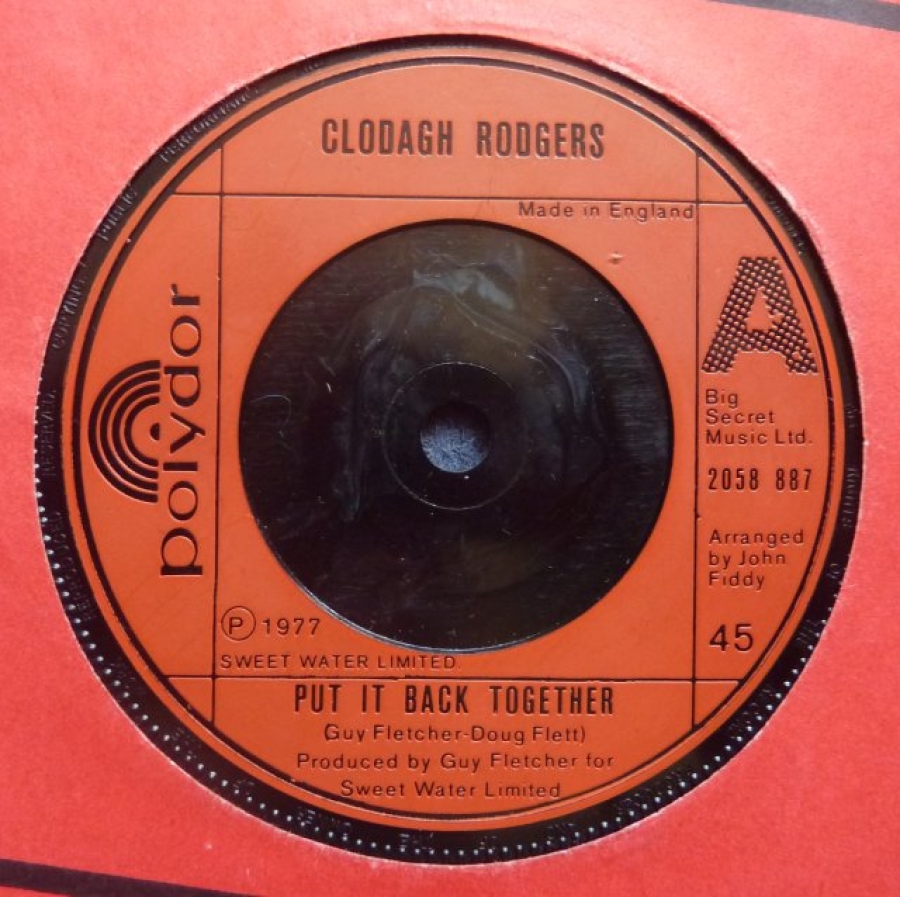 CLODAGH RODGERS
Made in England
polydor
A
Big
Secret
Music Ltd.
2058 887
Arranged
by John
Fiddy
45
Ⓟ 1977
SWEET WATER LIMITED.
PUT IT BACK TOGETHER
(Guy Fletcher-Doug Flett)
Produced by Guy Fletcher for
Sweet Water Limited